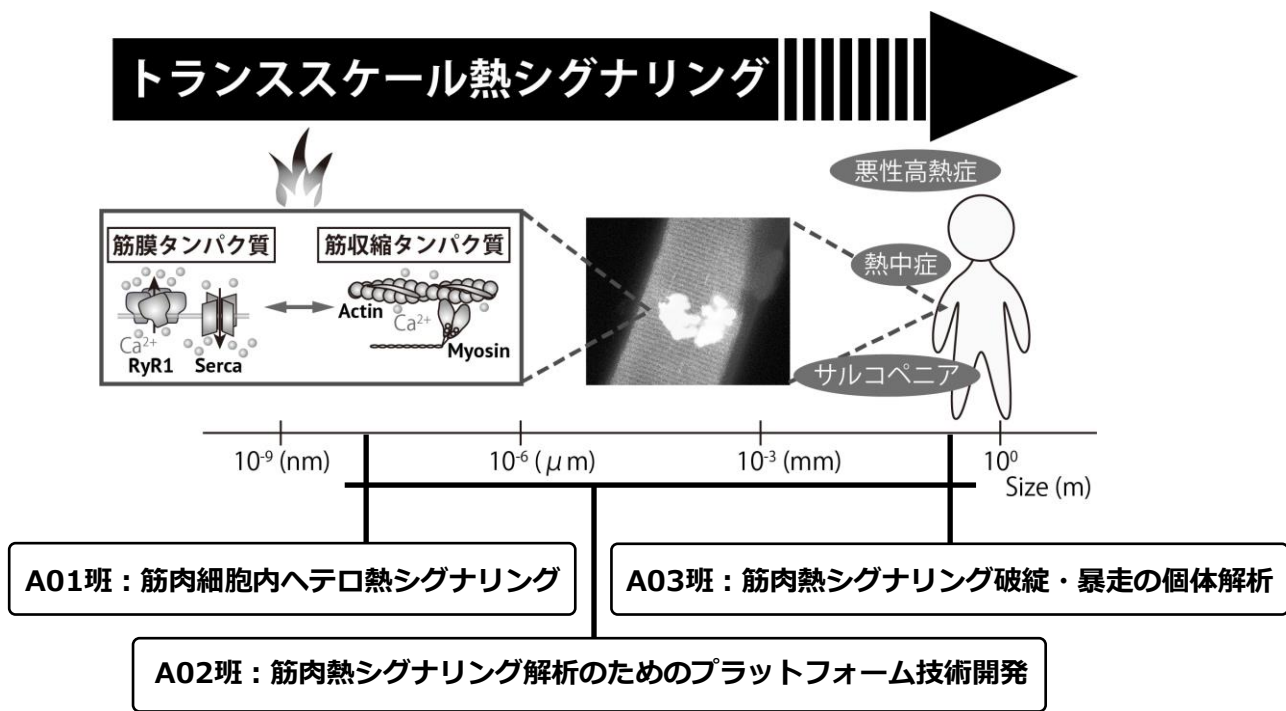 トランススケール熱シグナリング
悪性高熱症
筋膜タンパク質
筋収縮タンパク質
熱中症
Actin
Ca²⁺
Ca²⁺
Myosin
RyR1
Serca
サルコペニア
10⁻⁹ (nm)
10⁻⁶ (μm)
10⁻³ (mm)
10⁰
Size (m)
A01班：筋肉細胞内ヘテロ熱シグナリング
A03班：筋肉熱シグナリング破綻・暴走の個体解析
A02班：筋肉熱シグナリング解析のためのプラットフォーム技術開発